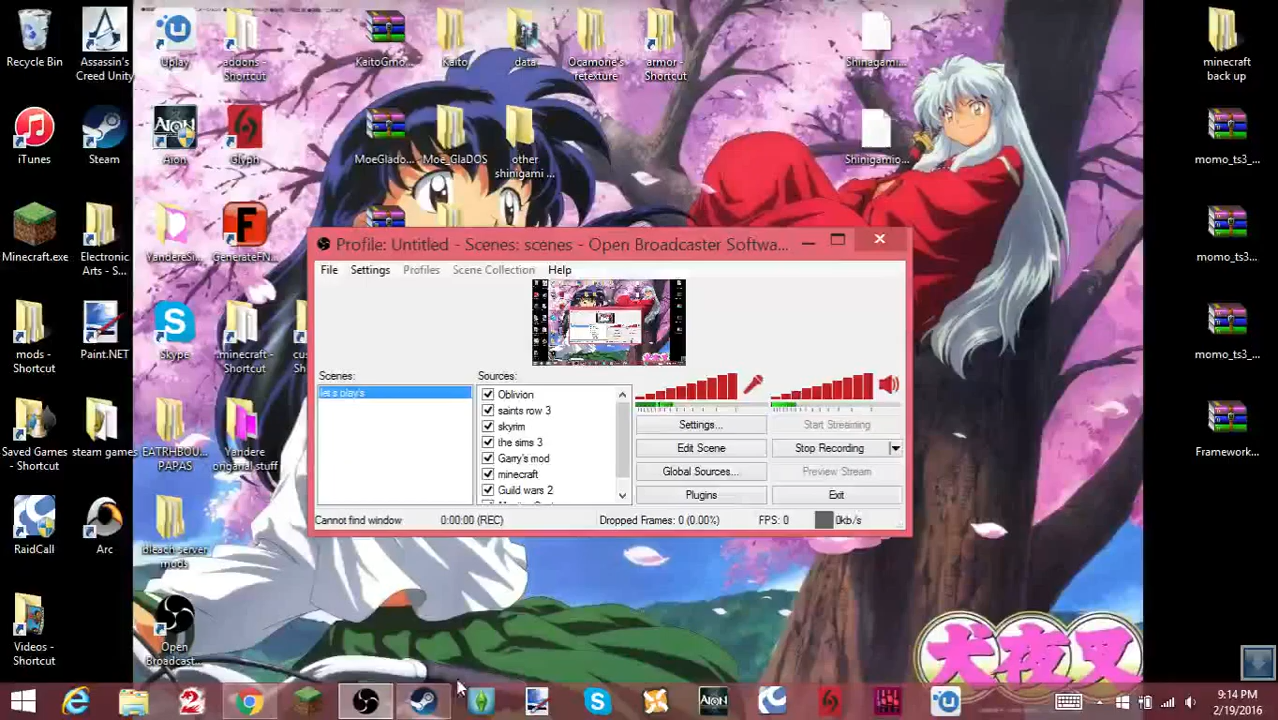 Recycle Bin
Assassin's
Creed Unity
Uplay
addons -
Shortcut
KaitoGmo...
Kaito
data
Ocamorie's
retexture
armor -
Shortcut
Shinagami...
minecraft
back up
iTunes
Steam
Aion
Glyph
MoeGlado...
Moe_GlaDOS
other
shinigami ...
Shinigamio...
momo_ts3_...
Minecraft.exe
Electronic
Arts - S...
YandereSi...
GenerateFN...
momo_ts3_...
Profile: Untitled - Scenes: scenes - Open Broadcaster Softwa...
File Settings Profiles Scene Collection Help
mods -
Shortcut
Paint.NET
Skype
.minecraft -
Shortcut
momo_ts3_...
Scenes:
let's play's
Sources:
Oblivion
saints row 3
skyrim
the sims 3
Garry's mod
minecraft
Guild wars 2
Settings...
Start Streaming
Edit Scene
Stop Recording
Global Sources...
Preview Stream
Plugins
Exit
Cannot find window
0:00:00 (REC)
Dropped Frames: 0 (0.00%)
FPS: 0
0kb/s
Saved Games
- Shortcut
steam games
EATRHBOU...
PAPAS
Yandere
origanal stuff
Framework...
RaidCall
Arc
bleach server
mods
Videos -
Shortcut
Open
Broadcast...
犬夜叉
AION
9:14 PM
2/19/2016